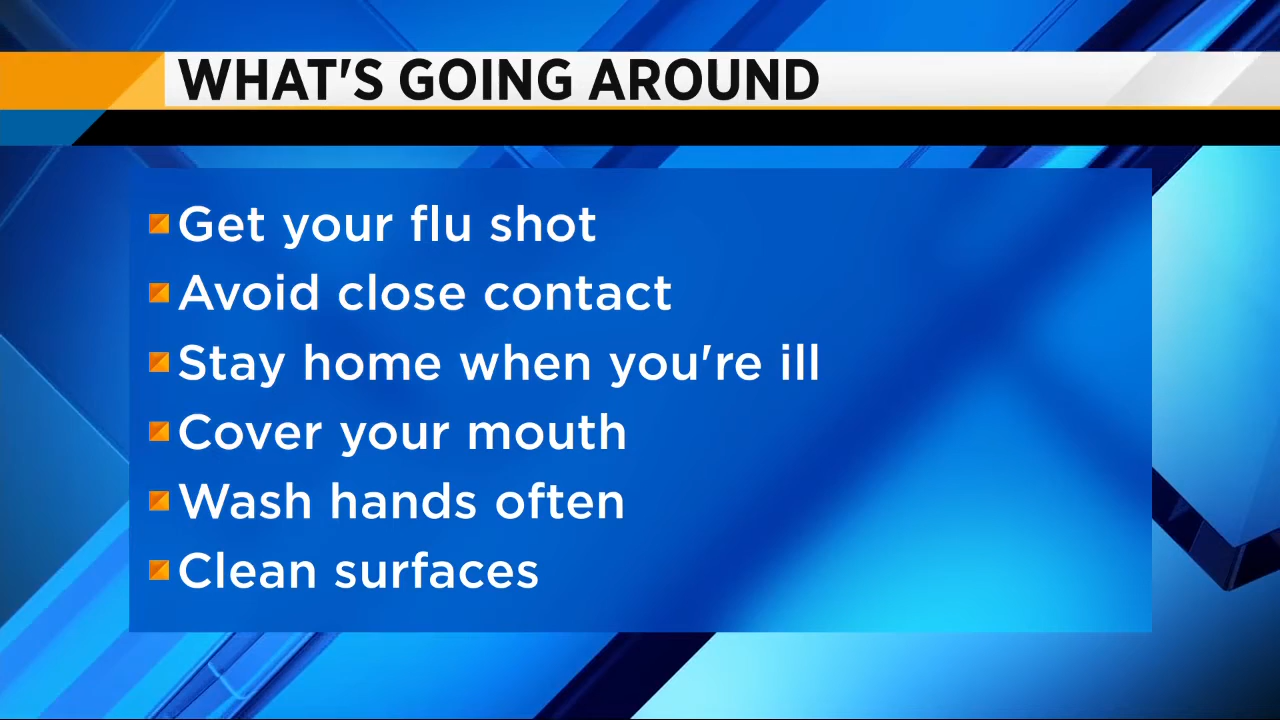 WHAT'S GOING AROUND
Get your flu shot
Avoid close contact
Stay home when you're ill
Cover your mouth
Wash hands often
Clean surfaces